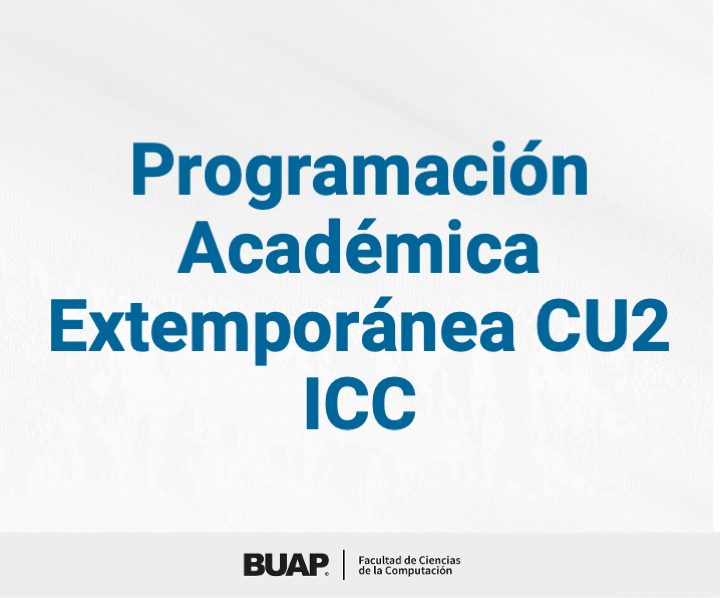 Programación
Académica
Extemporánea CU2
ICC
BUAP
Facultad de Ciencias
de la Computación